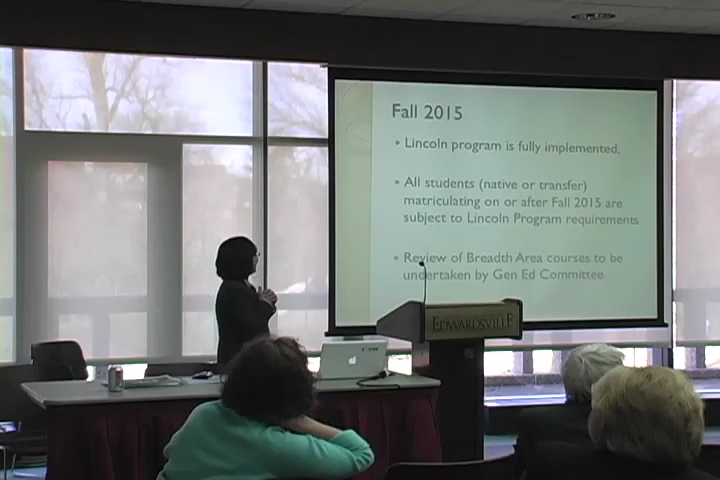 Fall 2015
• Lincoln program is fully implemented.
• All students (native or transfer)
matriculating on or after Fall 2015 are
subject to Lincoln Program requirements
• Review of Breadth Area courses to be
undertaken by Gen Ed Committee
EDWARDSVILLE